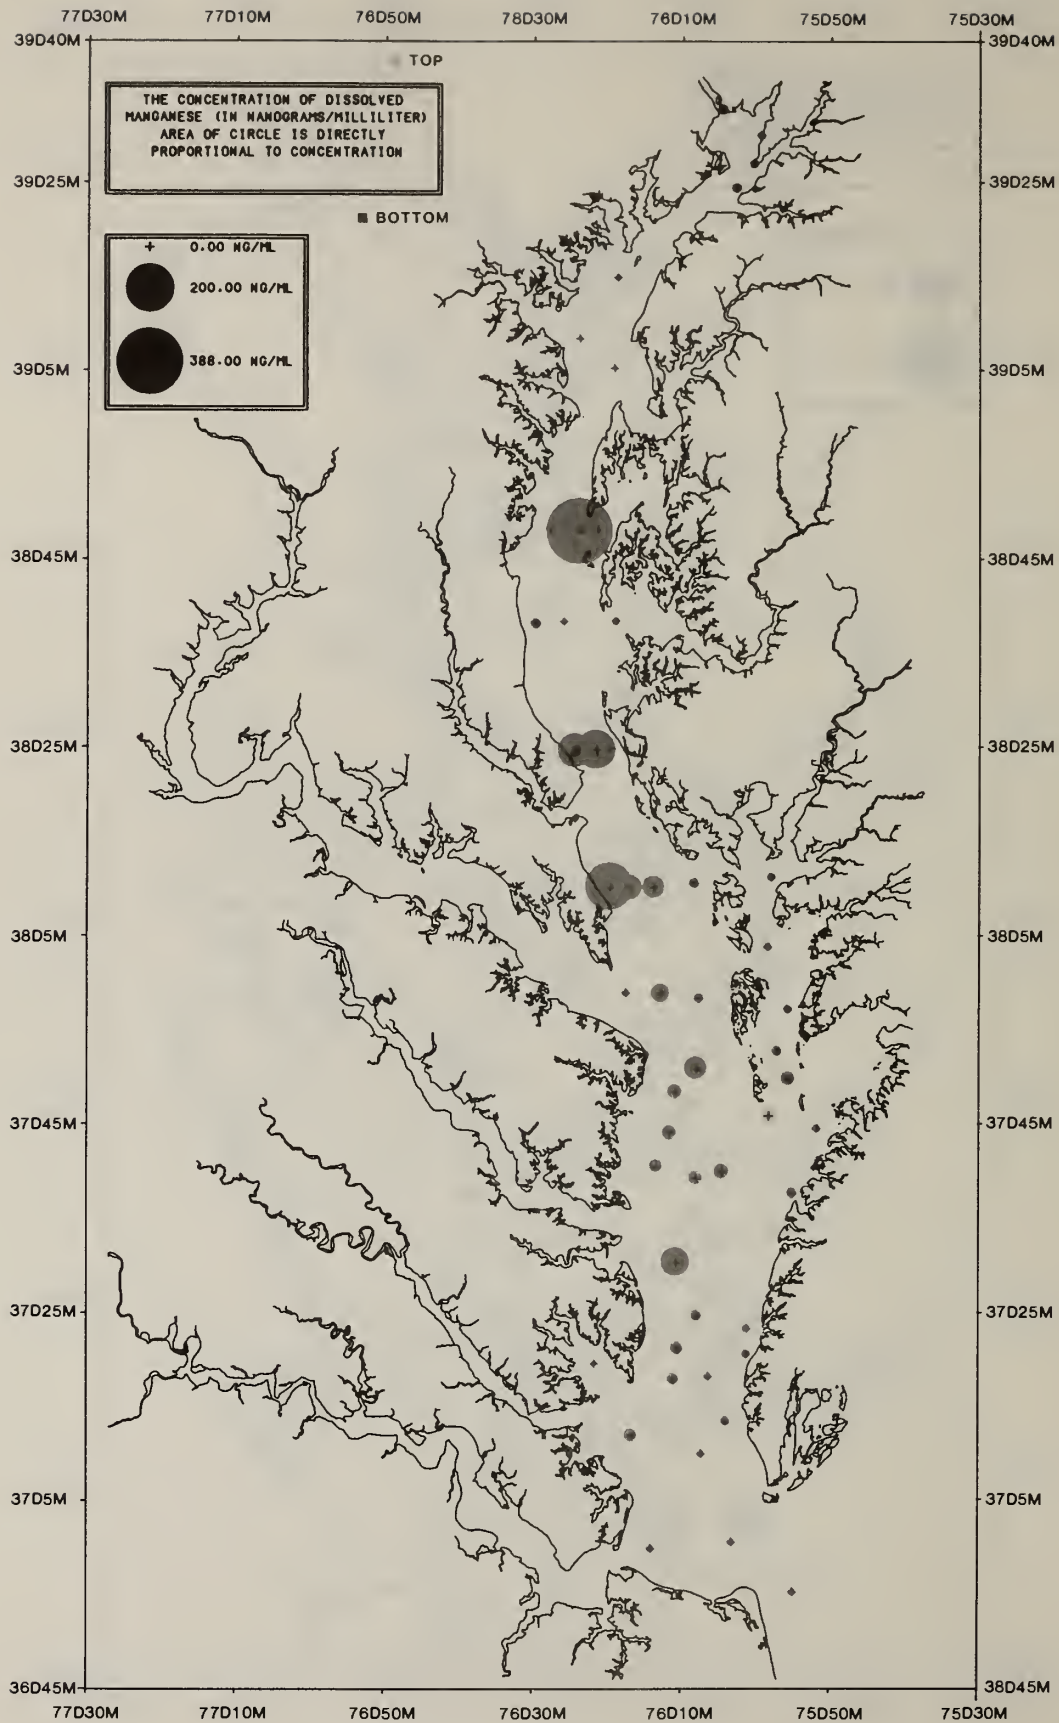 77D30M 77D10M 76D50M 78D30M 76D10M 75D50M 75D30M
39D40M 39D40M
TOP
THE CONCENTRATION OF DISSOLVED
MANGANESE (IN NANOGRAMS/MILLILITER)
AREA OF CIRCLE IS DIRECTLY
PROPORTIONAL TO CONCENTRATION
39D25M 39D25M
BOTTOM
0.00 NG/ML
200.00 NG/ML
388.00 NG/ML
39D5M 39D5M
38D45M 38D45M
38D25M 38D25M
38D5M 38D5M
37D45M 37D45M
37D25M 37D25M
37D5M 37D5M
36D45M 38D45M
77D30M 77D10M 76D50M 76D30M 76D10M 75D50M 75D30M